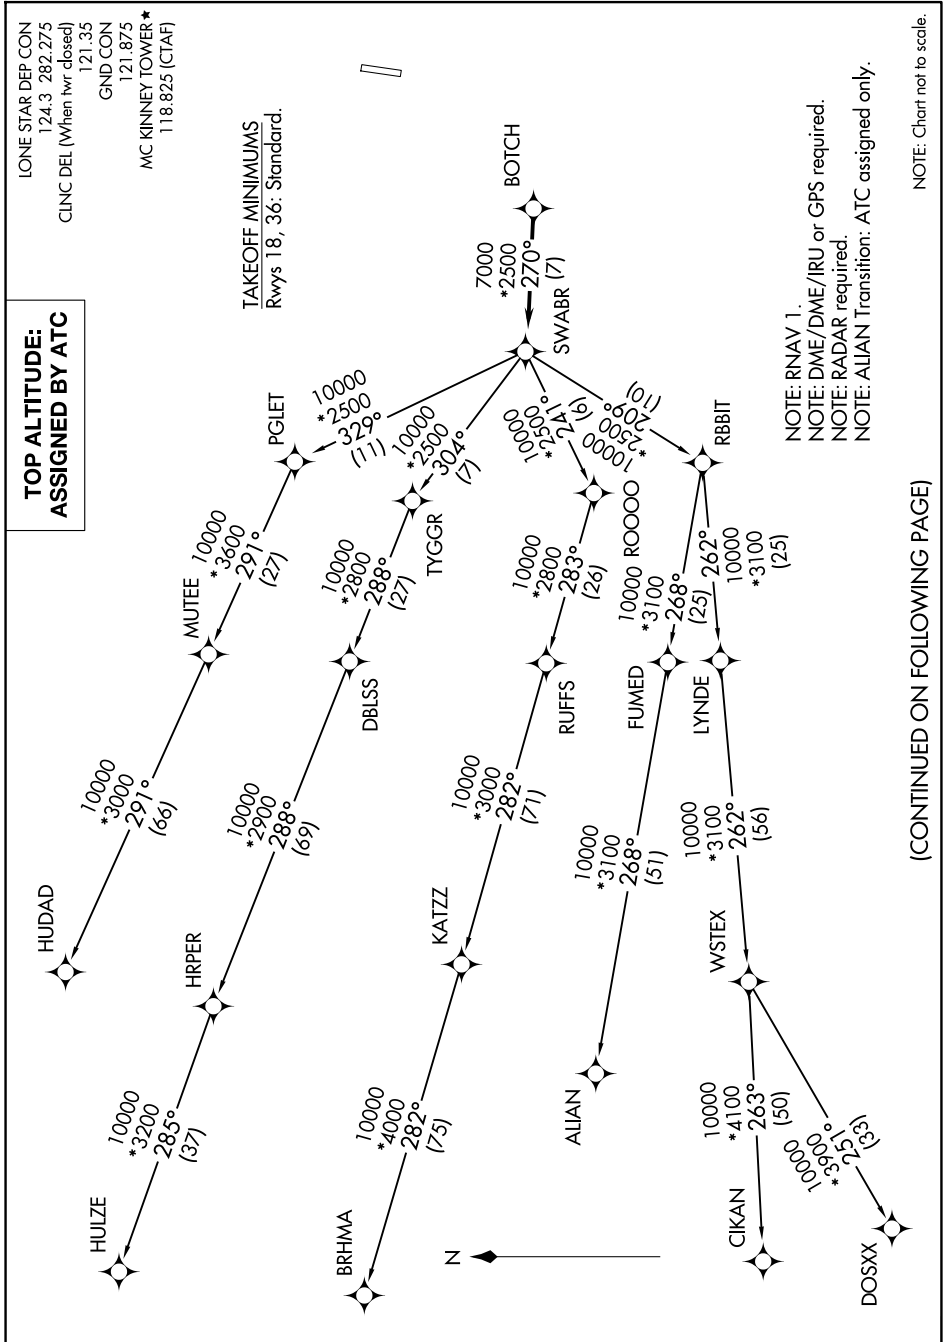 LONE STAR DEP CON
124.3 282.275
CLNC DEL (When twr closed)
121.35
GND CON
121.875
MC KINNEY TOWER★
118.825 (CTAF)
TOP ALTITUDE:
ASSIGNED BY ATC
TAKEOFF MINIMUMS
Rwys 18, 36: Standard.
HUDAD
10000
*3000
291°
(66)
MUTEE
10000
*3600
291°
(27)
PGLET
10000
*2500
329°
(11)
HULZE
10000
*3200
285°
(37)
HRPER
10000
*2900
288°
(69)
DBLSS
10000
*2800
288°
(27)
TYGGR
10000
*2500
304°
(7)
BOTCH
7000
*2500
270°
(7)
SWABR
BRHMA
10000
*4000
282°
(75)
KATZZ
10000
*3000
282°
(71)
RUFFS
10000
*2800
283°
(26)
ROOOO
10000
*2500
241°
(6)
N
ALIAN
10000
*3100
268°
(51)
FUMED
10000
*3100
268°
(25)
RBBIT
10000
*2500
209°
(10)
CIKAN
10000
*4100
263°
(50)
WSTEX
10000
*3100
262°
(56)
LYNDE
262°
10000
*3100
(25)
DOSXX
10000
*3900
251°
(33)
NOTE: RNAV 1.
NOTE: DME/DME/IRU or GPS required.
NOTE: RADAR required.
NOTE: ALIAN Transition: ATC assigned only.
(CONTINUED ON FOLLOWING PAGE)
NOTE: Chart not to scale.